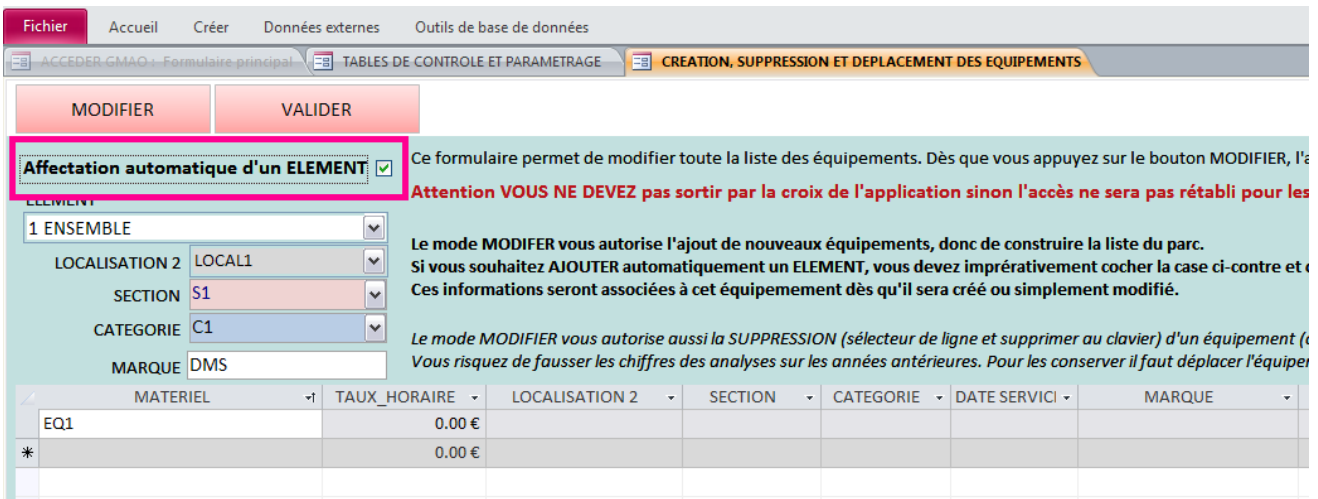 Fichier Accueil Créer Données externes Outils de base de données
ACCEDER GMAO : Formulaire principal TABLES DE CONTROLE ET PARAMETRAGE CREATION, SUPPRESSION ET DEPLACEMENT DES EQUIPEMENTS
MODIFIER VALIDER
Affectation automatique d'un ELEMENT
Ce formulaire permet de modifier toute la liste des équipements. Dès que vous appuyez sur le bouton MODIFIER, l'a
Attention VOUS NE DEVEZ pas sortir par la croix de l'application sinon l'accès ne sera pas rétabli pour les
ELEMENT
1 ENSEMBLE
LOCALISATION 2 LOCAL1
SECTION S1
CATEGORIE C1
MARQUE DMS
Le mode MODIFER vous autorise l'ajout de nouveaux équipements, donc de construire la liste du parc.
Si vous souhaitez AJOUTER automatiquement un ELEMENT, vous devez imprérativement cocher la case ci-contre et
Ces informations seront associées à cet équipemement dès qu'il sera créé ou simplement modifié.
Le mode MODIFIER vous autorise aussi la SUPPRESSION (sélecteur de ligne et supprimer au clavier) d'un équipement (
Vous risquez de fausser les chiffres des analyses sur les années antérieures. Pour les conserver il faut déplacer l'équiper
MATERIEL TAUX_HORAIRE LOCALISATION 2 SECTION CATEGORIE DATE SERVICI MARQUE
EQ1 0.00 €
0.00 €